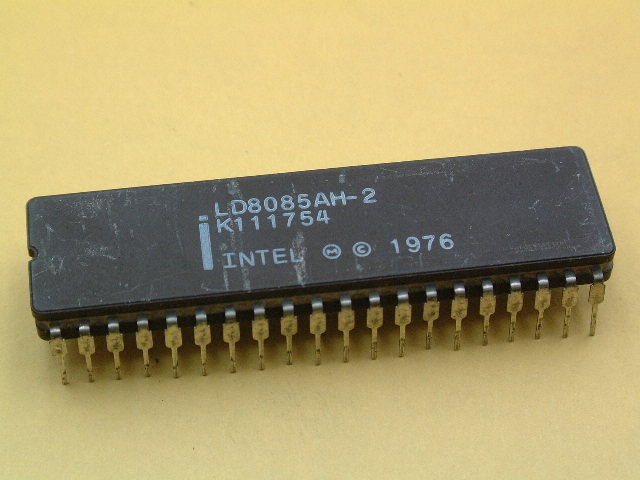 LD8085AH-2
K111754
i INTEL Ⓜ © 1976